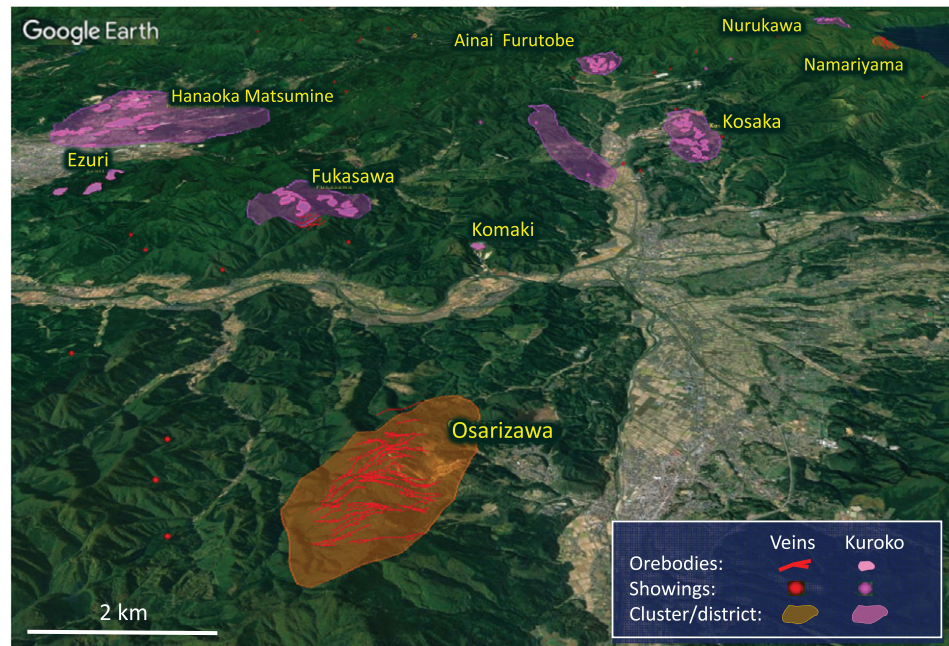 Google Earth
Nurukawa
Ainai Furutobe
Namariyama
Hanaoka Matsumine
Kosaka
Ezuri
Fukasawa
Komaki
Osarizawa
Veins Kuroko
Orebodies:
Showings:
Cluster/district:
2 km